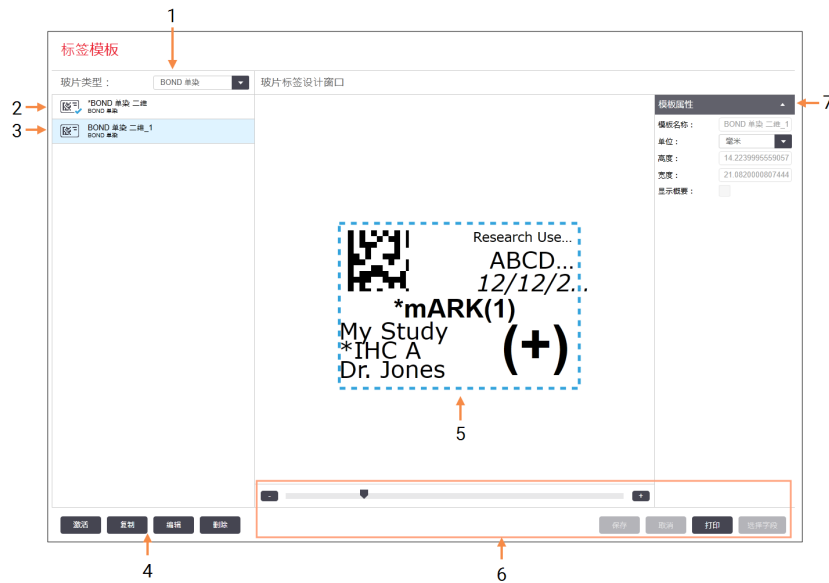 1
标签模板
玻片类型：
BOND 单染
玻片标签设计窗口
2
*BOND 单染 二维
BOND 单染
3
BOND 单染 二维_1
BOND 单染
模板属性
7
模板名称：
BOND 单染 二维_1
单位：
毫米
高度：
14.2239995559057
宽度：
21.0820000807444
显示概要：
Research Use...
ABCD...
12/12/2...
*mARK(1)
My Study
*IHC A
(+)
Dr. Jones
5
-
+
激活
复制
编辑
删除
保存
取消
打印
选择字段
4
6